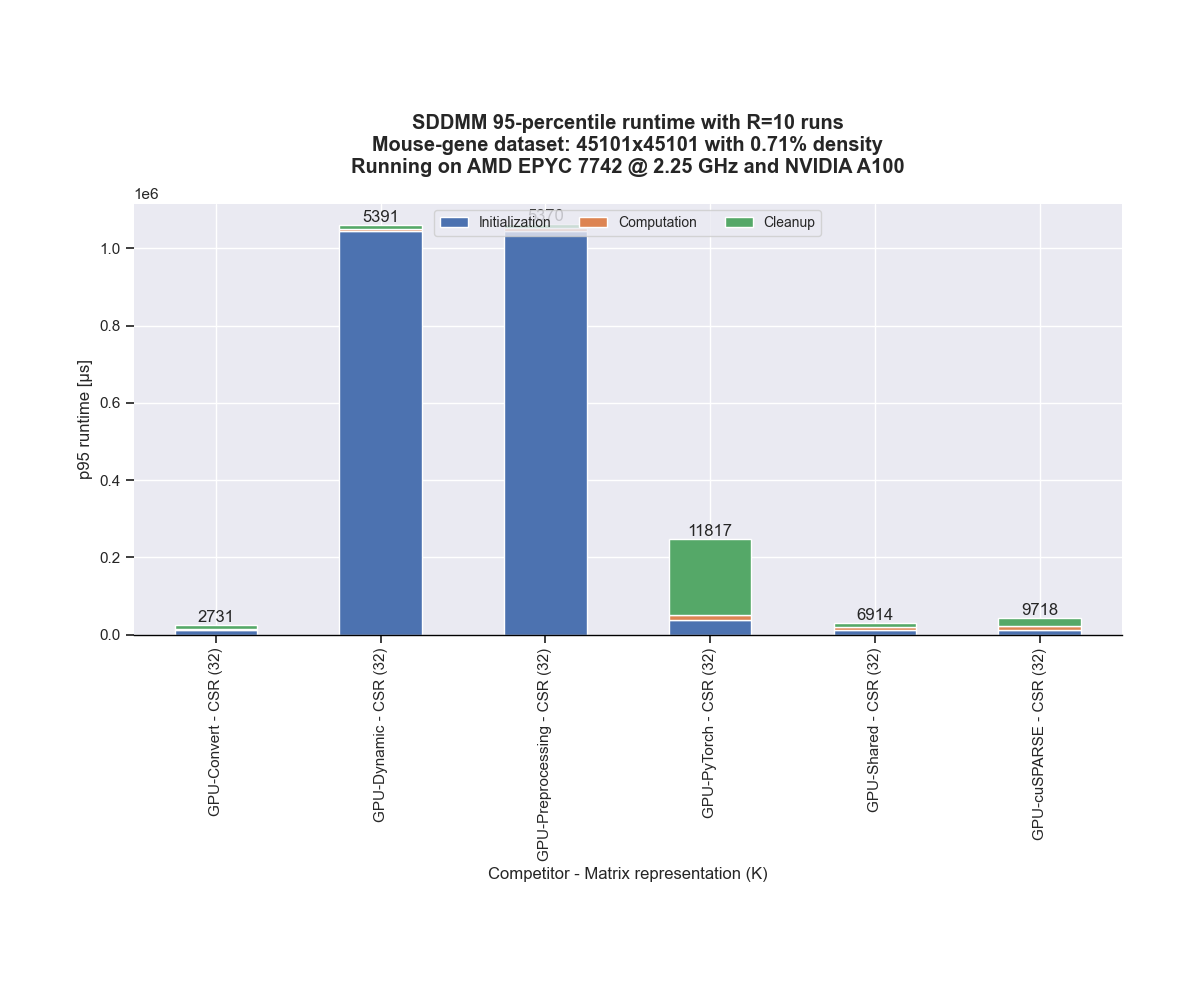 SDDMM 95-percentile runtime with R=10 runs
Mouse-gene dataset: 45101x45101 with 0.71% density
Running on AMD EPYC 7742 @ 2.25 GHz and NVIDIA A100
1e6
5391
5370
Initialization
Computation
Cleanup
1.0
0.8
0.6
0.4
0.2
0.0
p95 runtime [µs]
2731
11817
6914
9718
GPU-Convert - CSR (32)
GPU-Dynamic - CSR (32)
GPU-Preprocessing - CSR (32)
GPU-PyTorch - CSR (32)
GPU-Shared - CSR (32)
GPU-cuSPARSE - CSR (32)
Competitor - Matrix representation (K)